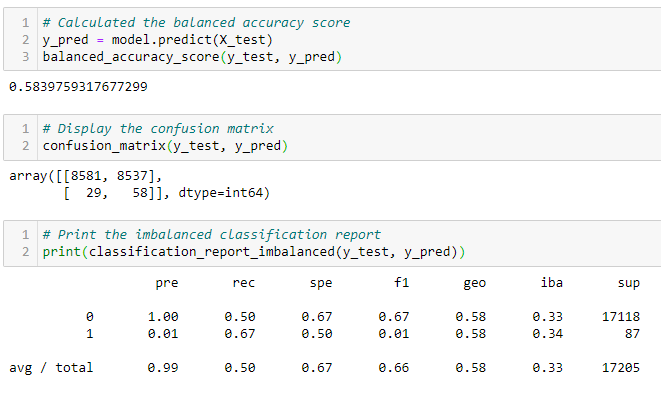 1 # Calculated the balanced accuracy score
2 y_pred = model.predict(X_test)
3 balanced_accuracy_score(y_test, y_pred)
0.5839759317677299
1 # Display the confusion matrix
2 confusion_matrix(y_test, y_pred)
array([[8581, 8537],
       [  29,   58]], dtype=int64)
1 # Print the imbalanced classification report
2 print(classification_report_imbalanced(y_test, y_pred))
pre rec spe f1 geo iba sup
0 1.00 0.50 0.67 0.67 0.58 0.33 17118
1 0.01 0.67 0.50 0.01 0.58 0.34 87
avg / total 0.99 0.50 0.67 0.66 0.58 0.33 17205